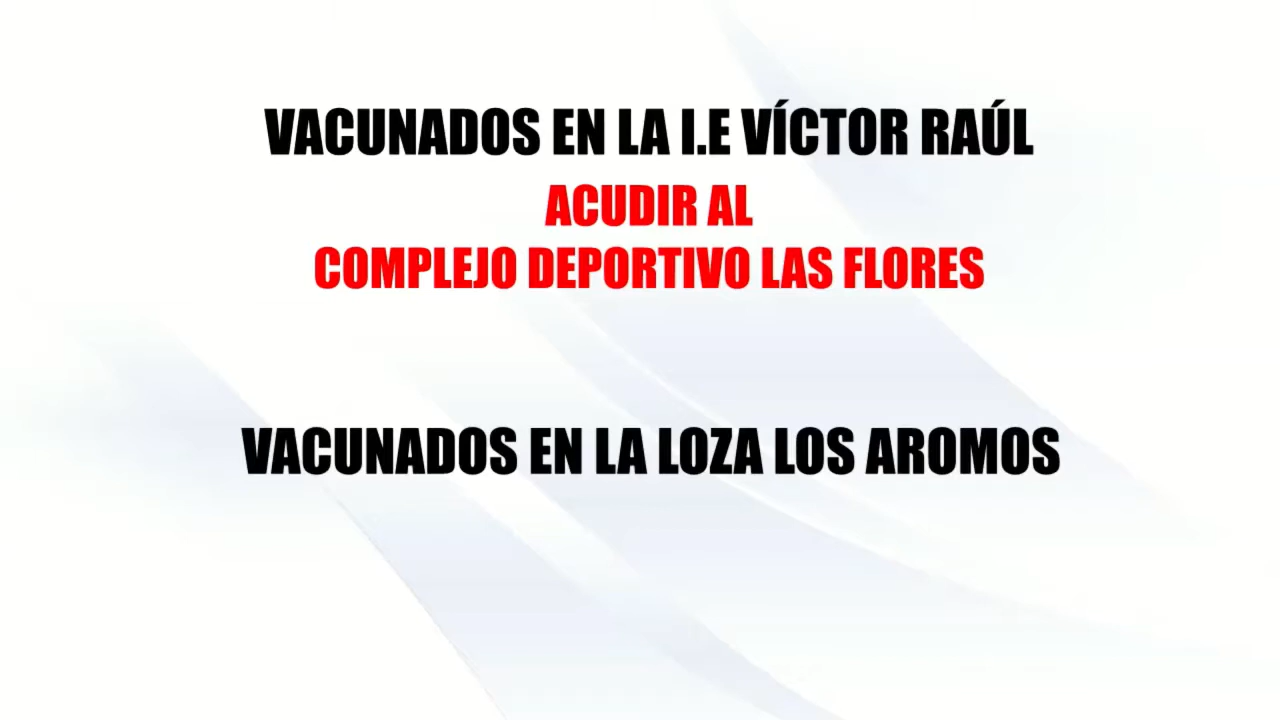 VACUNADOS EN LA I.E VÍCTOR RAÚL
ACUDIR AL
COMPLEJO DEPORTIVO LAS FLORES
VACUNADOS EN LA LOZA LOS AROMOS